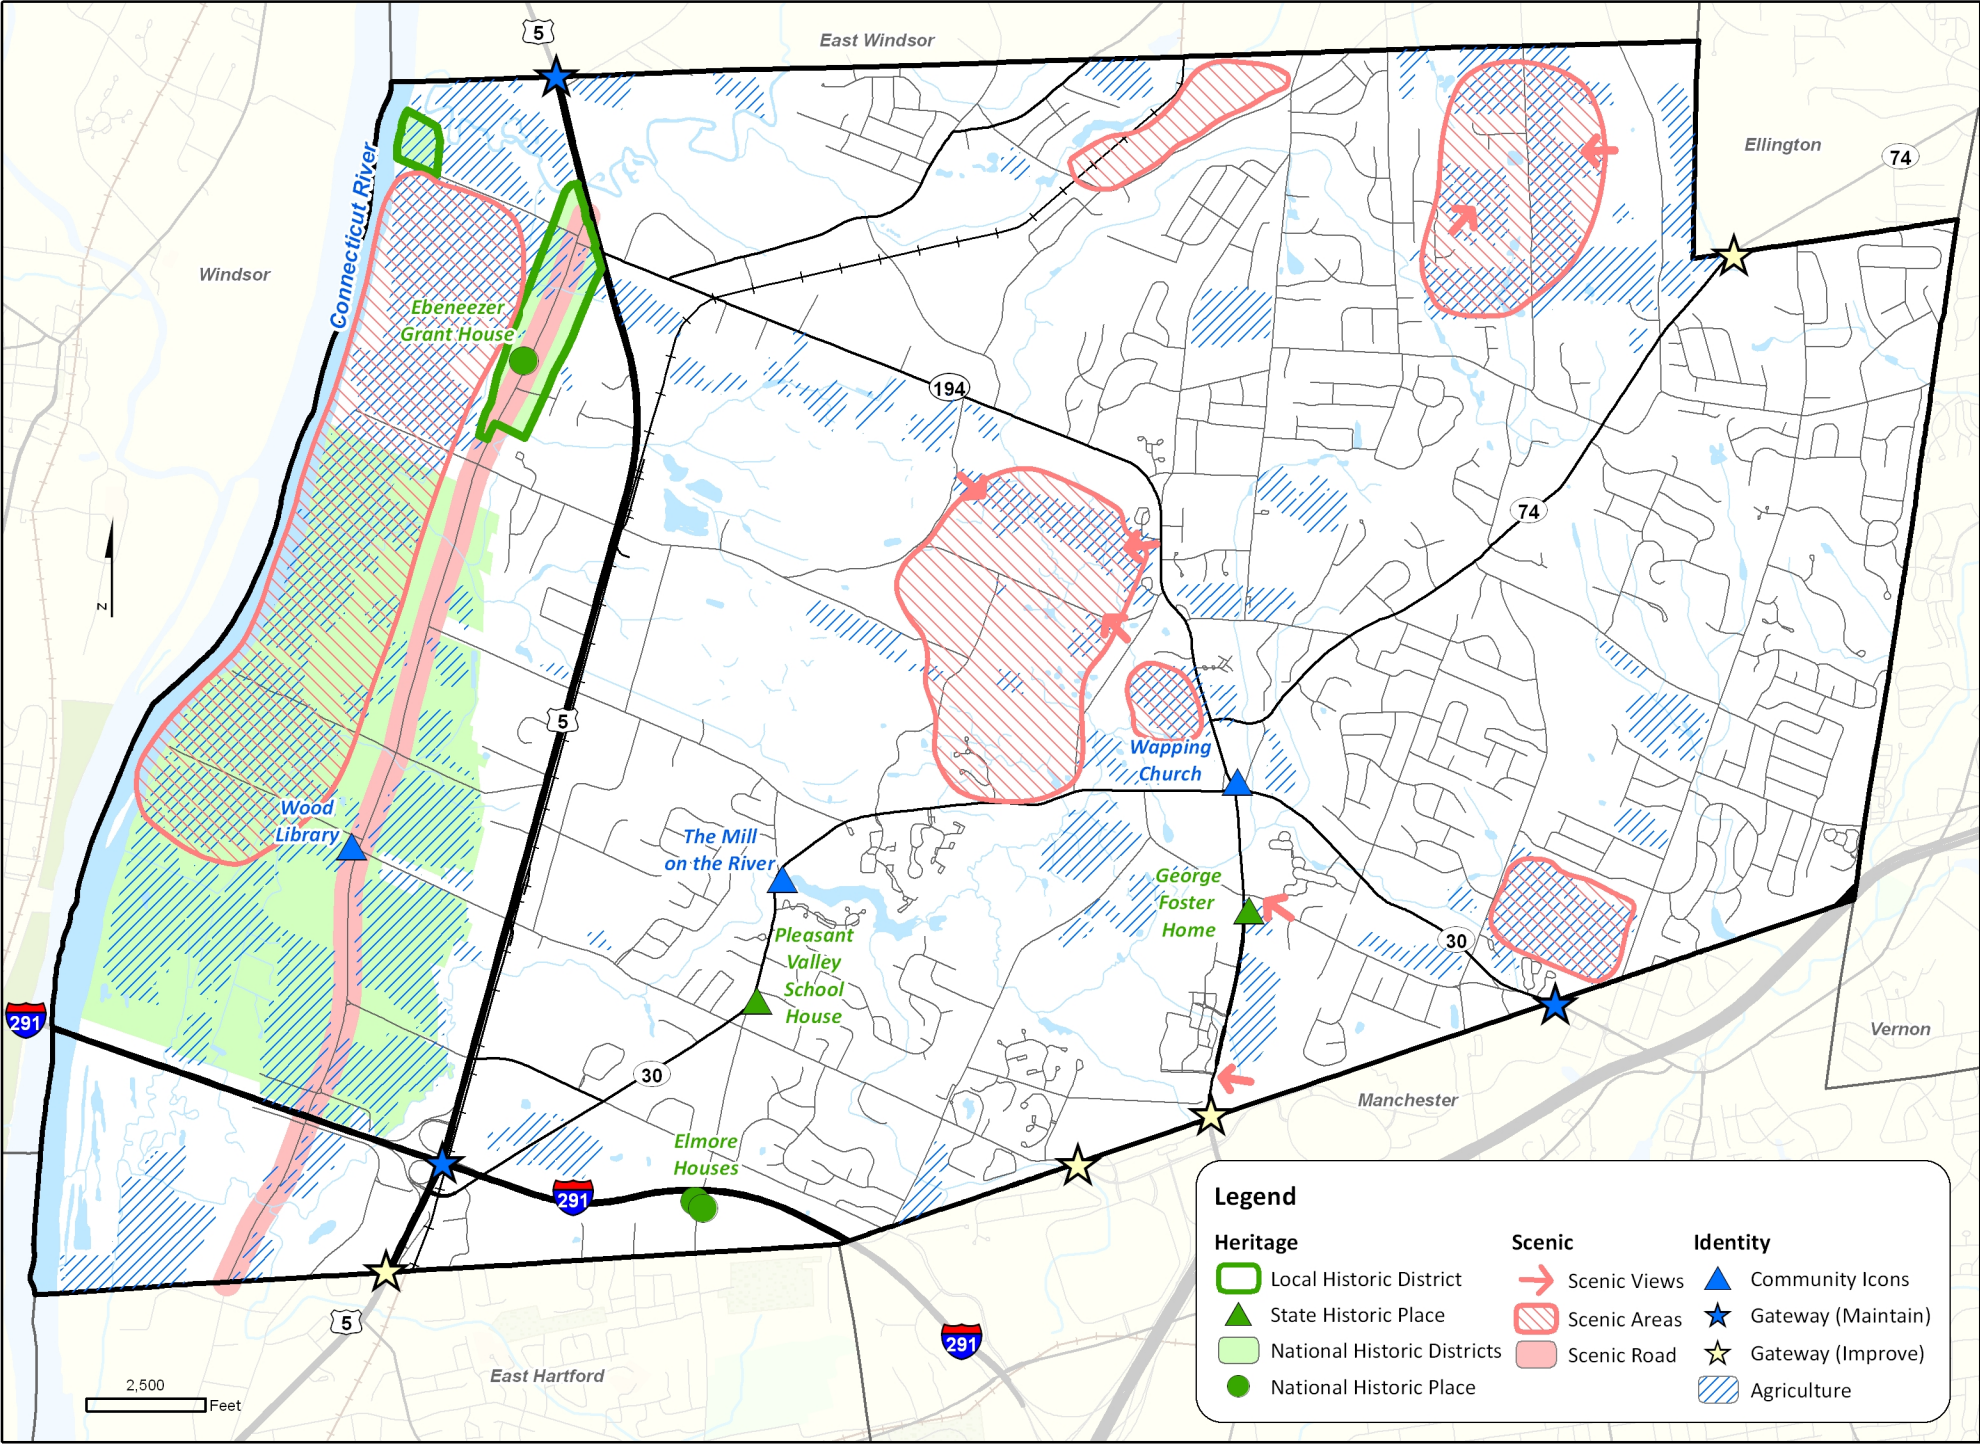 5
East Windsor
Ellington
74
Connecticut River
Windsor
Ebeneezer
Grant House
194
74
z
5
Wapping
Church
Wood
Library
The Mill
on the River
George
Foster
Home
Pleasant
Valley
School
House
30
291
Vernon
30
Manchester
Elmore
Houses
291
5
291
East Hartford
2,500
Feet
Legend
Heritage
Local Historic District
State Historic Place
National Historic Districts
National Historic Place
Scenic
Scenic Views
Scenic Areas
Scenic Road
Identity
Community Icons
Gateway (Maintain)
Gateway (Improve)
Agriculture